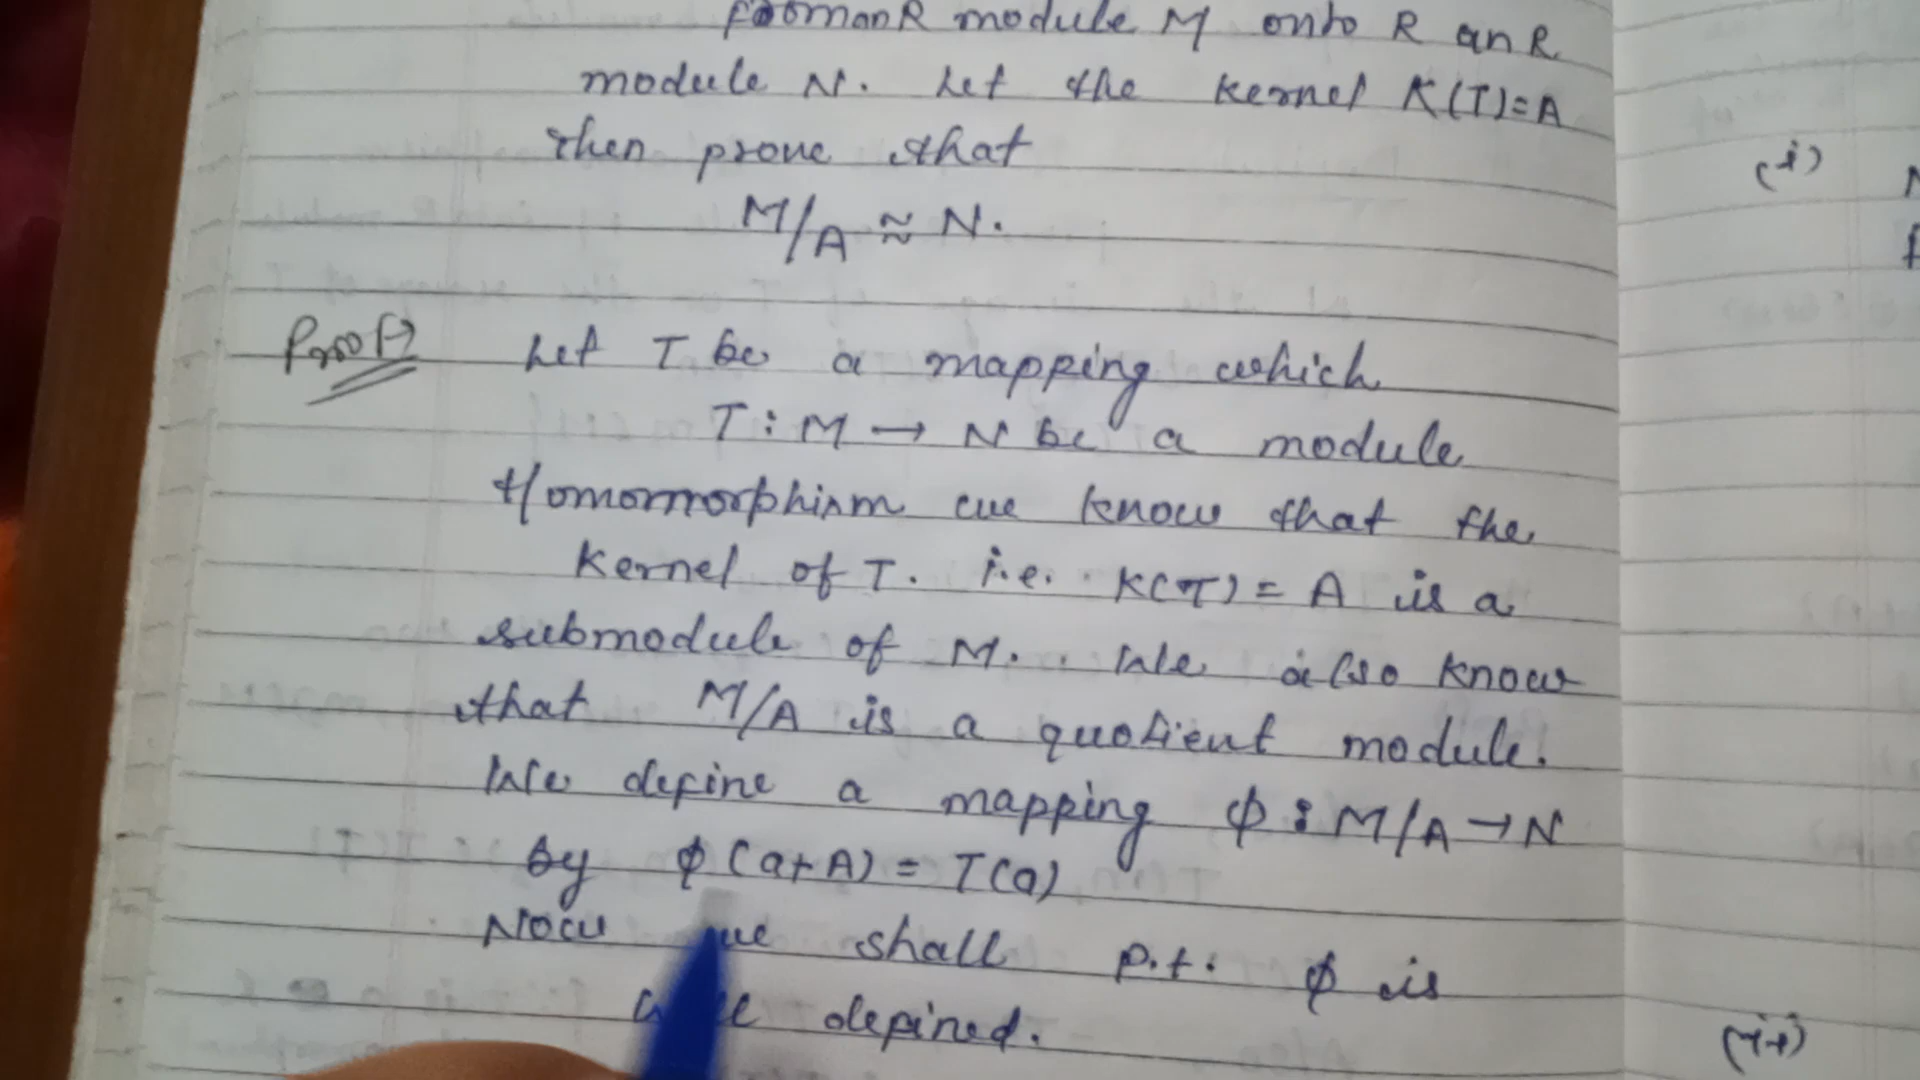 from an R module M onto R an R
module N. Let the kernel K(T)=A
then prove that
M/A ≈ N.
Proof Let T be a mapping which
T : M → N be a module
Homomorphism we know that the
Kernel of T. i.e. K(T) = A is a
submodule of M. We also know
that M/A is a quotient module.
We define a mapping φ : M/A → N
by φ(a+A) = T(a)
Now we shall p.t. φ is
well defined.
(i)
(ii)